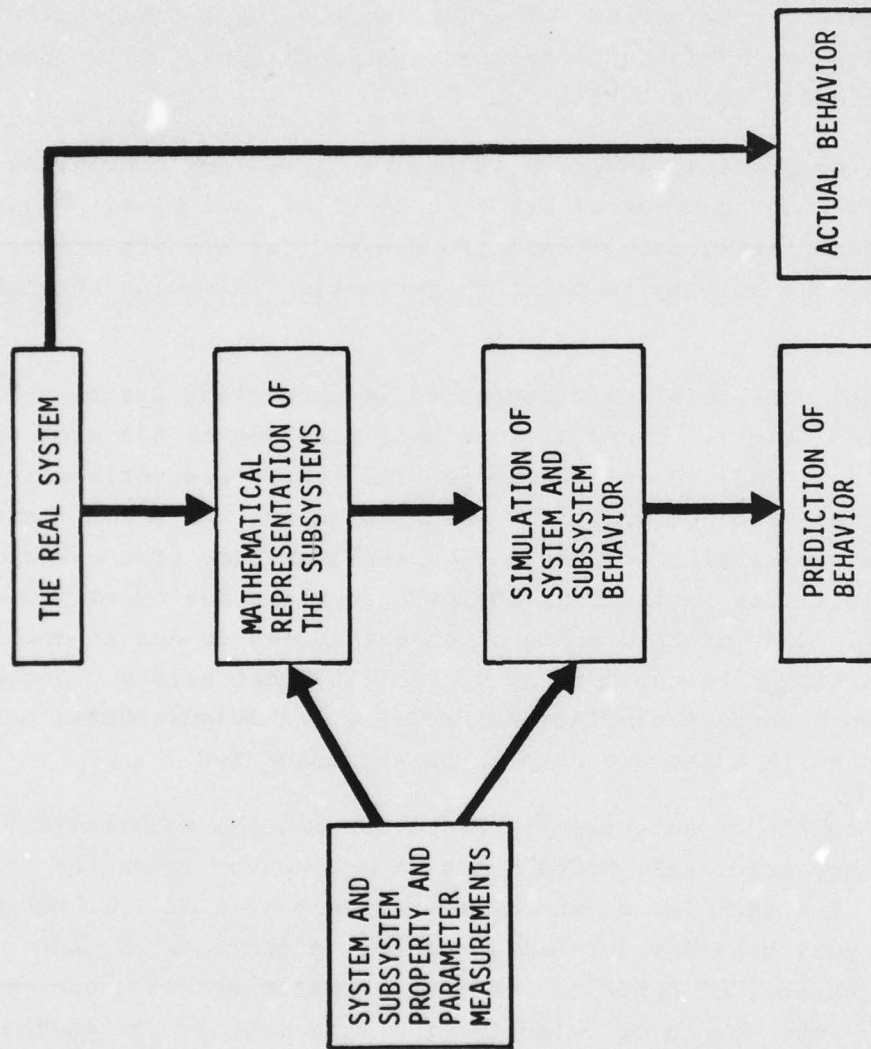 THE REAL SYSTEM
MATHEMATICAL
REPRESENTATION OF
THE SUBSYSTEMS
SYSTEM AND
SUBSYSTEM
PROPERTY AND
PARAMETER
MEASUREMENTS
SIMULATION OF
SYSTEM AND
SUBSYSTEM
BEHAVIOR
PREDICTION OF
BEHAVIOR
ACTUAL BEHAVIOR